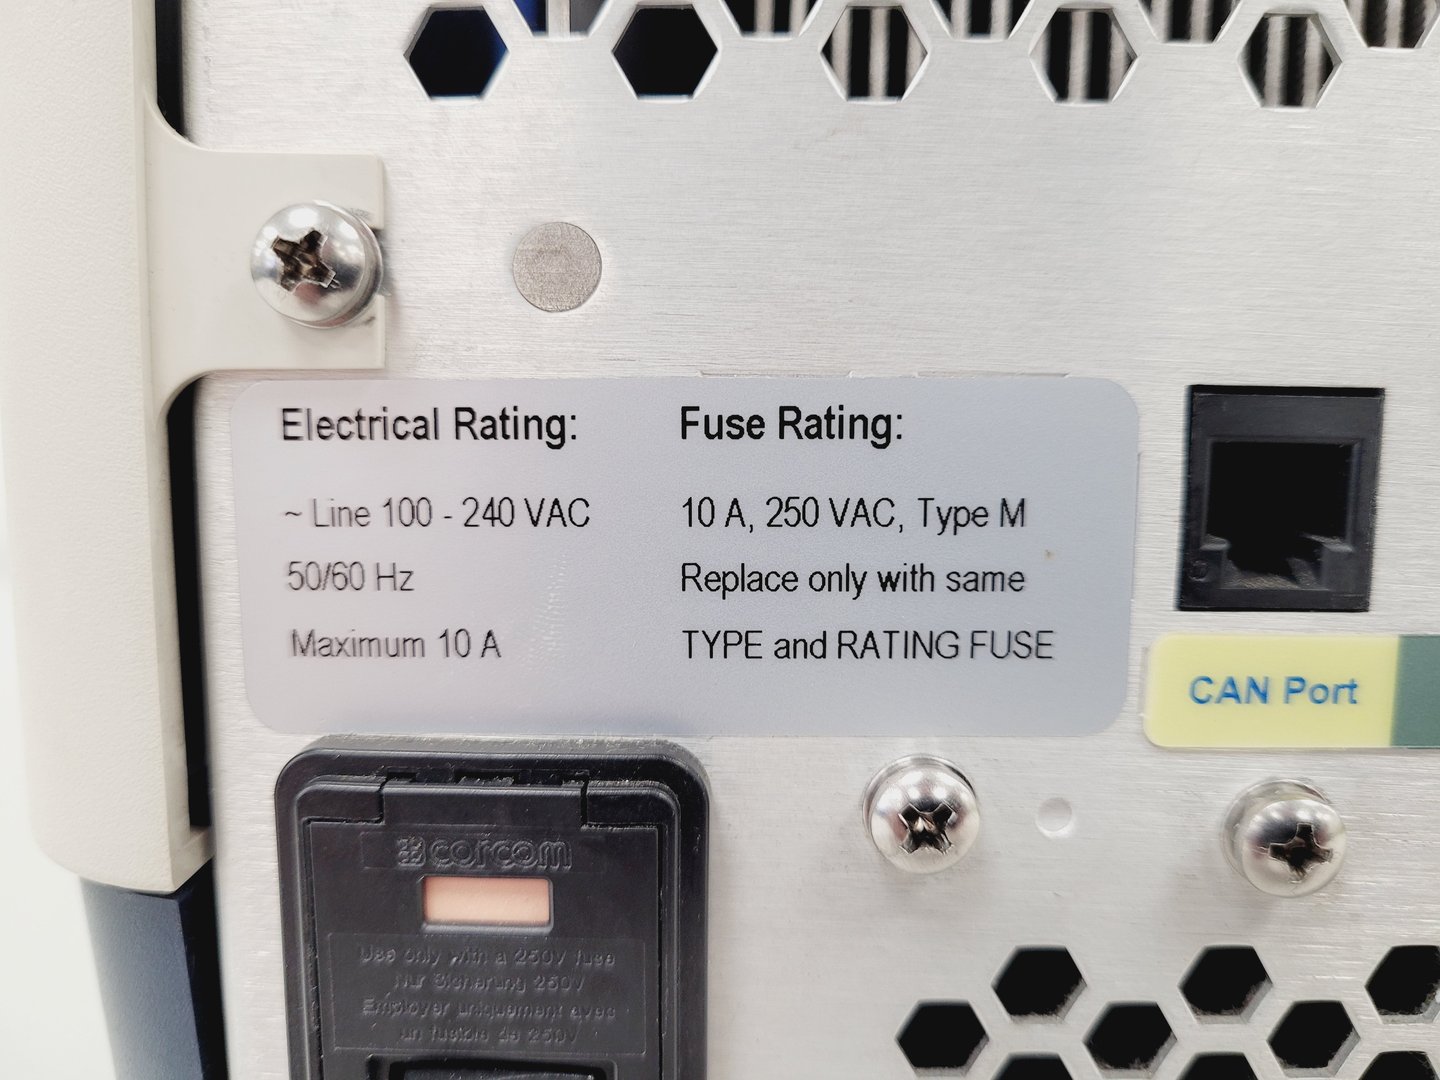 Electrical Rating:
~ Line 100 - 240 VAC
50/60 Hz
Maximum 10 A
Fuse Rating:
10 A, 250 VAC, Type M
Replace only with same
TYPE and RATING FUSE
CAN Port
corcom
Use only with a 250V fuse
Nur Sicherung 250V
Employer uniquement avec
un fusible de 250V